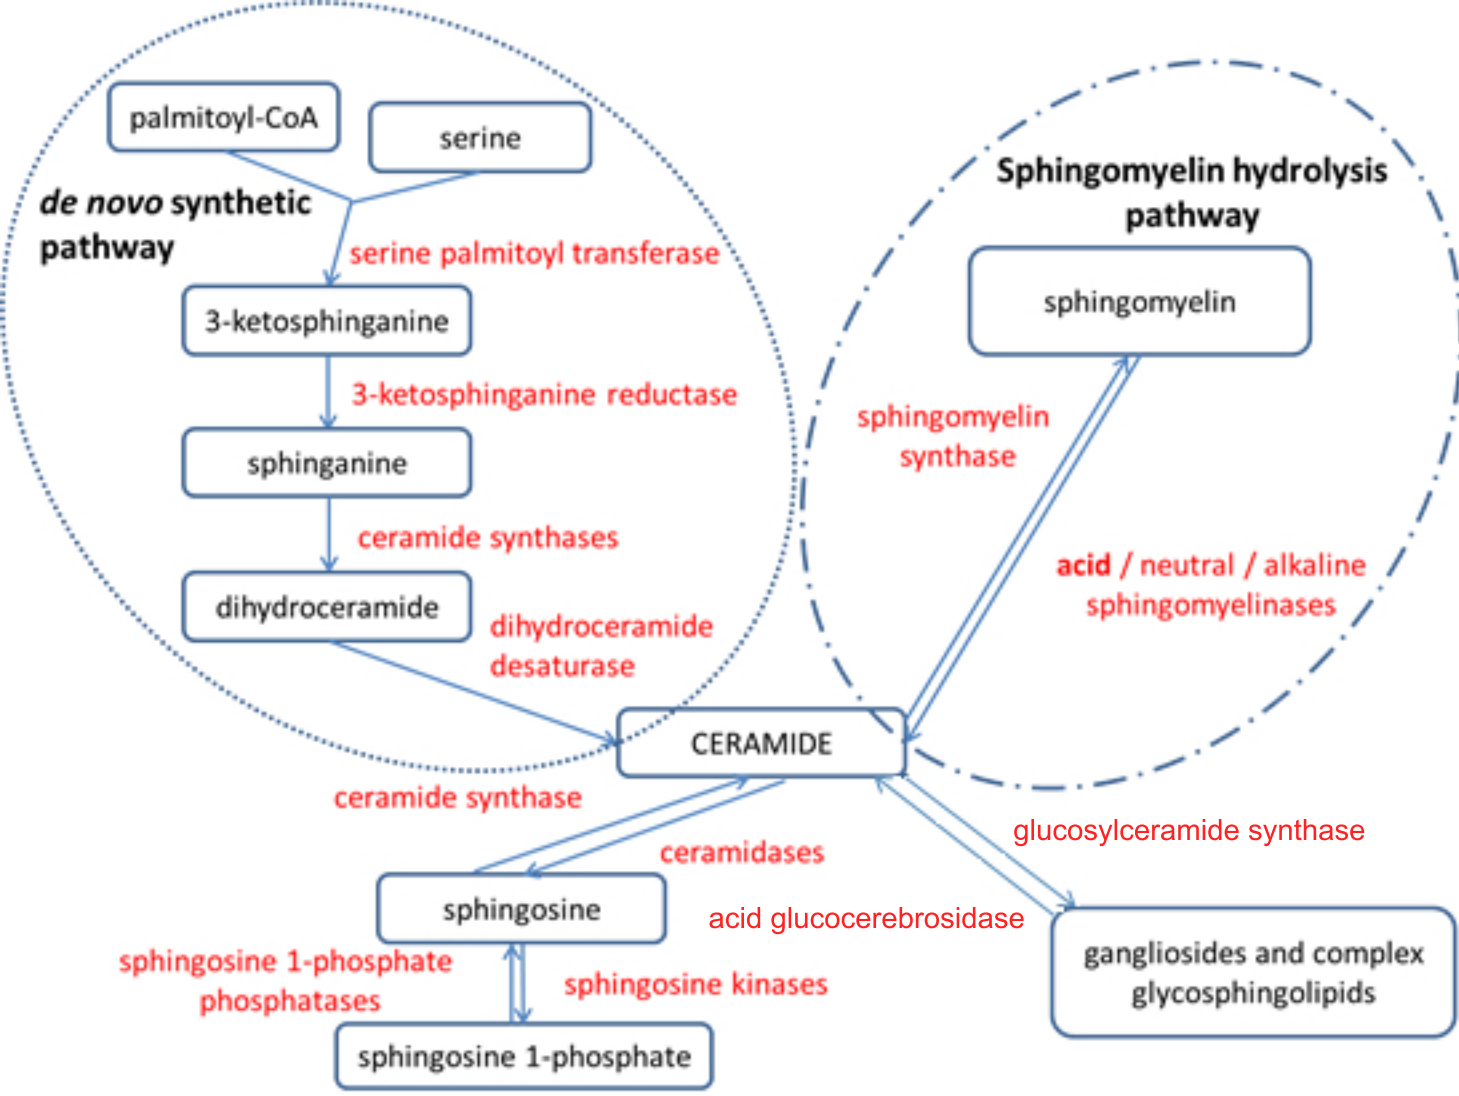 palmitoyl-CoA
serine
de novo synthetic
pathway
serine palmitoyl transferase
3-ketosphinganine
3-ketosphinganine reductase
sphinganine
ceramide synthases
dihydroceramide
dihydroceramide
desaturase
Sphingomyelin hydrolysis
pathway
sphingomyelin
sphingomyelin
synthase
acid / neutral / alkaline
sphingomyelinases
CERAMIDE
ceramide synthase
ceramidases
glucosylceramide synthase
acid glucocerebrosidase
sphingosine
gangliosides and complex
glycosphingolipids
sphingosine 1-phosphate
phosphatases
sphingosine kinases
sphingosine 1-phosphate